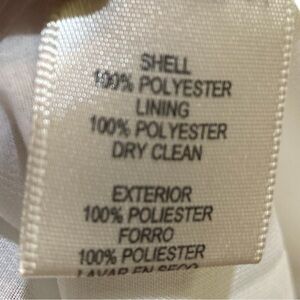 SHELL
100% POLYESTER
LINING
100% POLYESTER
DRY CLEAN
EXTERIOR
100% POLIESTER
FORRO
100% POLIESTER
LAVAR EN SECO